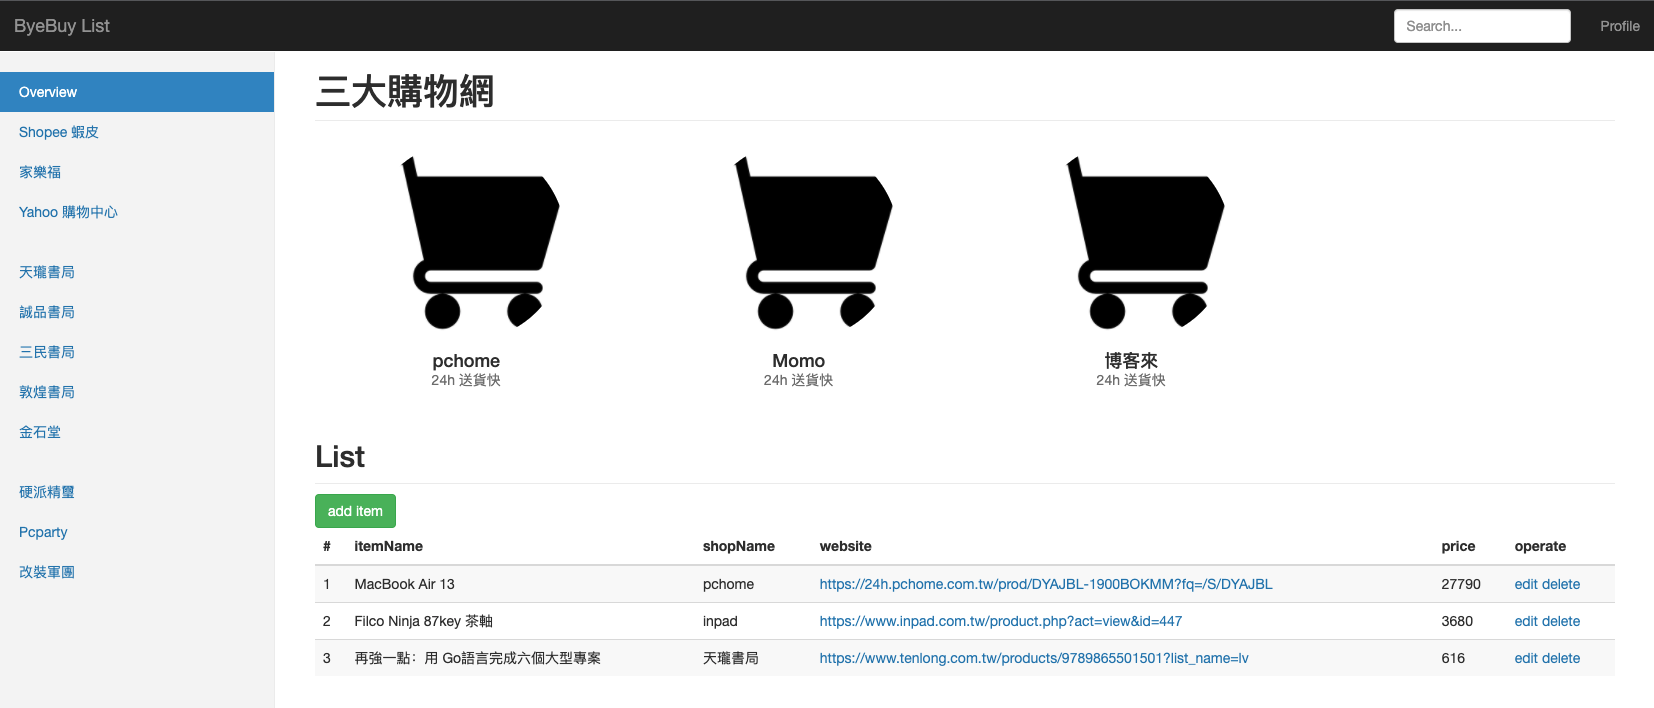 ByeBuy List
Search...
Profile
Overview
Shopee 蝦皮
家樂福
Yahoo 購物中心
天瓏書局
誠品書局
三民書局
敦煌書局
金石堂
硬派精璽
Pcparty
改裝軍團
三大購物網
pchome
24h 送貨快
Momo
24h 送貨快
博客來
24h 送貨快
List
add item
# itemName shopName website price operate
1 MacBook Air 13 pchome https://24h.pchome.com.tw/prod/DYAJBL-1900BOKMM?fq=/S/DYAJBL 27790 edit delete
2 Filco Ninja 87key 茶軸 inpad https://www.inpad.com.tw/product.php?act=view&id=447 3680 edit delete
3 再強一點：用 Go語言完成六個大型專案 天瓏書局 https://www.tenlong.com.tw/products/9789865501501?list_name=lv 616 edit delete